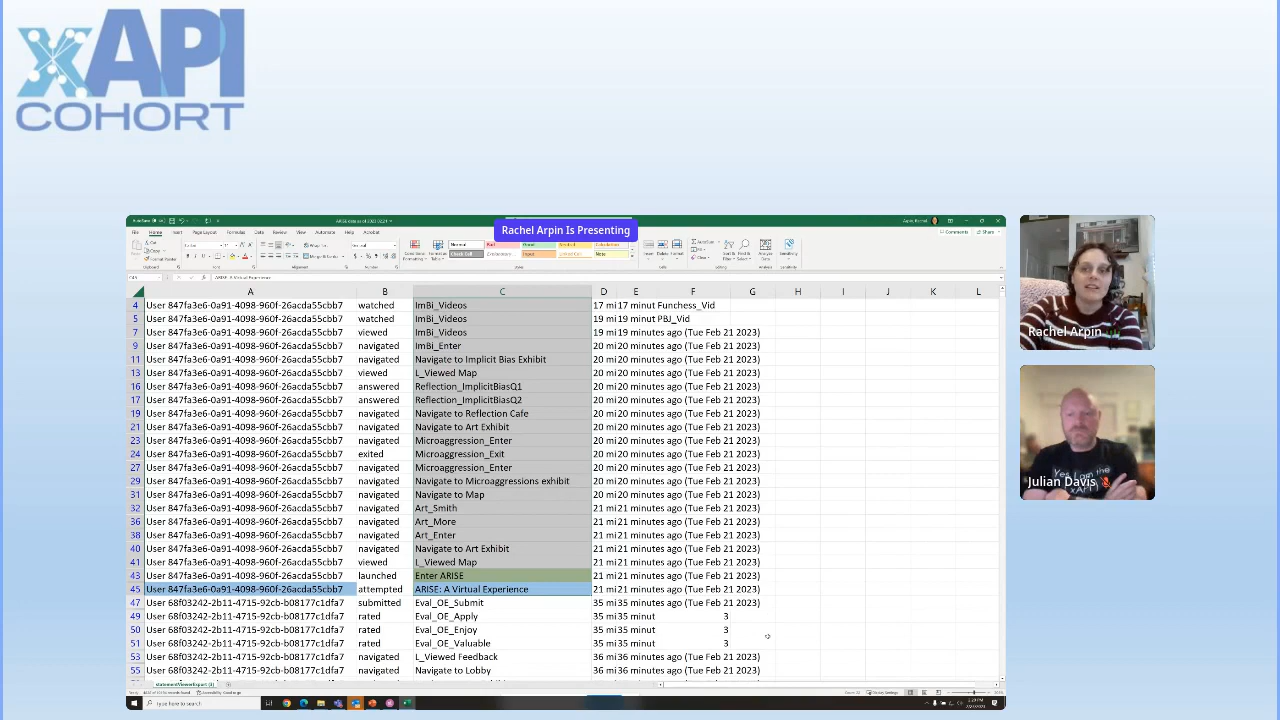 xAPI
COHORT
Rachel Arpin Is Presenting
File Home Insert Page Layout Formulas Data Review View Automate Help Acrobat
Comments Share
A B C D E F G H I J K L
4 User 847fa3e6-0a91-4098-960f-26acda55cbb7 watched ImBi_Videos 17 mi 17 minut Funchess_Vid
5 User 847fa3e6-0a91-4098-960f-26acda55cbb7 watched ImBi_Videos 19 mi 19 minut PBJ_Vid
7 User 847fa3e6-0a91-4098-960f-26acda55cbb7 viewed ImBi_Videos 19 mi 19 minutes ago (Tue Feb 21 2023)
9 User 847fa3e6-0a91-4098-960f-26acda55cbb7 navigated ImBi_Enter 20 mi 20 minutes ago (Tue Feb 21 2023)
11 User 847fa3e6-0a91-4098-960f-26acda55cbb7 navigated Navigate to Implicit Bias Exhibit 20 mi 20 minutes ago (Tue Feb 21 2023)
13 User 847fa3e6-0a91-4098-960f-26acda55cbb7 viewed L_Viewed Map 20 mi 20 minutes ago (Tue Feb 21 2023)
16 User 847fa3e6-0a91-4098-960f-26acda55cbb7 answered Reflection_ImplicitBiasQ1 20 mi 20 minutes ago (Tue Feb 21 2023)
17 User 847fa3e6-0a91-4098-960f-26acda55cbb7 answered Reflection_ImplicitBiasQ2 20 mi 20 minutes ago (Tue Feb 21 2023)
19 User 847fa3e6-0a91-4098-960f-26acda55cbb7 navigated Navigate to Reflection Cafe 20 mi 20 minutes ago (Tue Feb 21 2023)
21 User 847fa3e6-0a91-4098-960f-26acda55cbb7 navigated Navigate to Art Exhibit 20 mi 20 minutes ago (Tue Feb 21 2023)
23 User 847fa3e6-0a91-4098-960f-26acda55cbb7 navigated Microaggression_Enter 20 mi 20 minutes ago (Tue Feb 21 2023)
24 User 847fa3e6-0a91-4098-960f-26acda55cbb7 exited Microaggression_Exit 20 mi 20 minutes ago (Tue Feb 21 2023)
27 User 847fa3e6-0a91-4098-960f-26acda55cbb7 navigated Microaggression_Enter 20 mi 20 minutes ago (Tue Feb 21 2023)
29 User 847fa3e6-0a91-4098-960f-26acda55cbb7 navigated Navigate to Microaggressions exhibit 20 mi 20 minutes ago (Tue Feb 21 2023)
31 User 847fa3e6-0a91-4098-960f-26acda55cbb7 navigated Navigate to Map 20 mi 20 minutes ago (Tue Feb 21 2023)
32 User 847fa3e6-0a91-4098-960f-26acda55cbb7 navigated Art_Smith 21 mi 21 minutes ago (Tue Feb 21 2023)
36 User 847fa3e6-0a91-4098-960f-26acda55cbb7 navigated Art_More 21 mi 21 minutes ago (Tue Feb 21 2023)
38 User 847fa3e6-0a91-4098-960f-26acda55cbb7 navigated Art_Enter 21 mi 21 minutes ago (Tue Feb 21 2023)
40 User 847fa3e6-0a91-4098-960f-26acda55cbb7 navigated Navigate to Art Exhibit 21 mi 21 minutes ago (Tue Feb 21 2023)
41 User 847fa3e6-0a91-4098-960f-26acda55cbb7 viewed L_Viewed Map 21 mi 21 minutes ago (Tue Feb 21 2023)
43 User 847fa3e6-0a91-4098-960f-26acda55cbb7 launched Enter ARISE 21 mi 21 minutes ago (Tue Feb 21 2023)
45 User 847fa3e6-0a91-4098-960f-26acda55cbb7 attempted ARISE: A Virtual Experience 21 mi 21 minutes ago (Tue Feb 21 2023)
47 User 68f03242-2b11-4715-92cb-b08177c1dfa7 submitted Eval_OE_Submit 35 mi 35 minutes ago (Tue Feb 21 2023)
49 User 68f03242-2b11-4715-92cb-b08177c1dfa7 rated Eval_OE_Apply 35 mi 35 minut 3
50 User 68f03242-2b11-4715-92cb-b08177c1dfa7 rated Eval_OE_Enjoy 35 mi 35 minut 3
51 User 68f03242-2b11-4715-92cb-b08177c1dfa7 rated Eval_OE_Valuable 35 mi 35 minut 3
53 User 68f03242-2b11-4715-92cb-b08177c1dfa7 navigated L_Viewed Feedback 36 mi 36 minutes ago (Tue Feb 21 2023)
55 User 68f03242-2b11-4715-92cb-b08177c1dfa7 navigated Navigate to Lobby 36 mi 36 minutes ago (Tue Feb 21 2023)
Type here to search
Rachel Arpin
Yes I am the
xAPI
Julian Davis